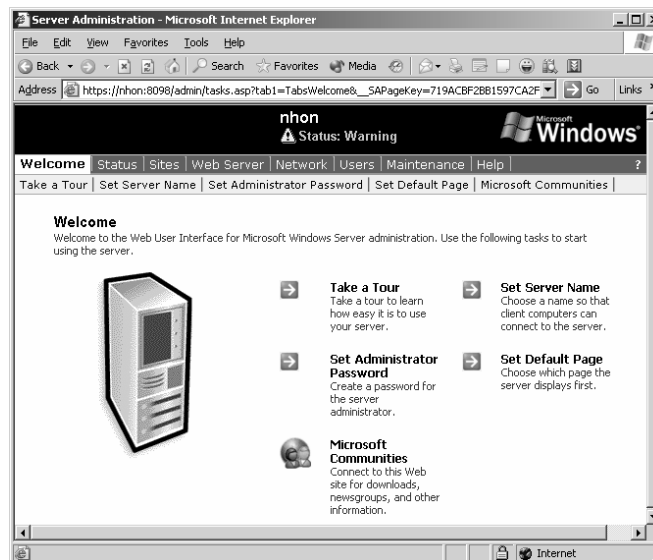 Server Administration - Microsoft Internet Explorer
File Edit View Favorites Tools Help
Back Search Favorites Media
Address https://nhon:8098/admin/tasks.asp?tab1=TabsWelcome&__SAPageKey=719ACBF2BB1597CA2F Go Links »
nhon
Status: Warning
Microsoft
Windows
Welcome Status Sites Web Server Network Users Maintenance Help ?
Take a Tour Set Server Name Set Administrator Password Set Default Page Microsoft Communities
Welcome
Welcome to the Web User Interface for Microsoft Windows Server administration. Use the following tasks to start
using the server.
Take a Tour
Take a tour to learn
how easy it is to use
your server.
Set Server Name
Choose a name so that
client computers can
connect to the server.
Set Administrator
Password
Create a password for
the server
administrator.
Set Default Page
Choose which page the
server displays first.
Microsoft
Communities
Connect to this Web
site for downloads,
newsgroups, and other
information.
Internet